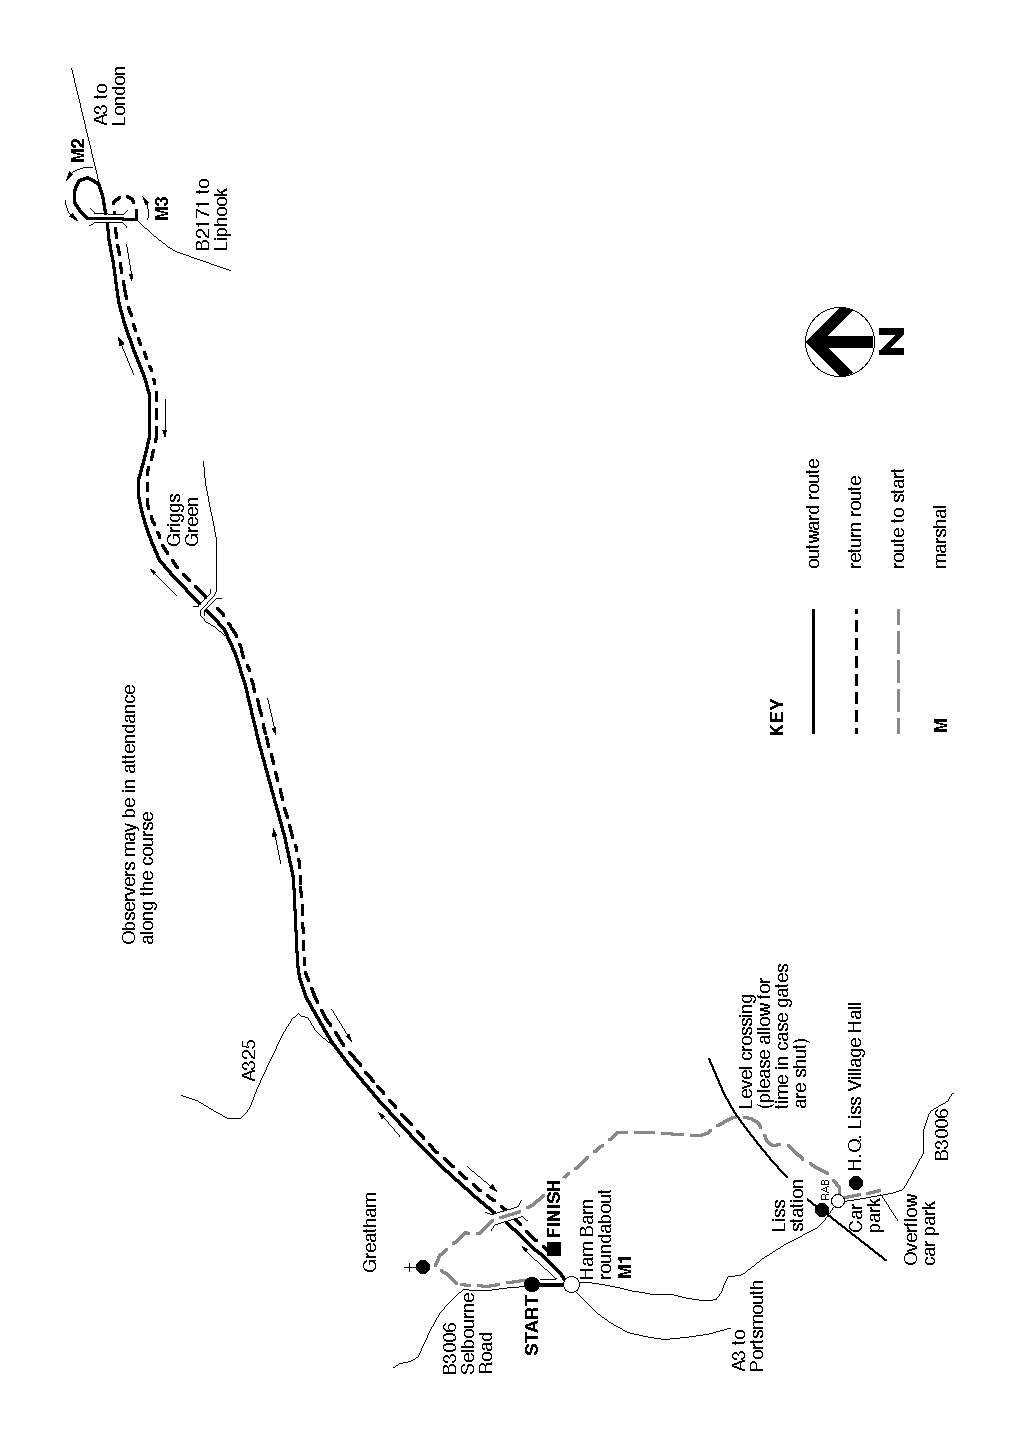 A3 to
London
M2
M3
B2171 to
Liphook
Griggs
Green
Observers may be in attendance
along the course
A325
Greatham
B3006
Selbourne
Road
START
FINISH
Ham Barn
roundabout
M1
A3 to
Portsmouth
Level crossing
(please allow for
time in case gates
are shut)
Liss
station
RAB
H.Q. Liss Village Hall
Car
park
Overflow
car park
B3006
N
KEY
outward route
return route
route to start
M marshal